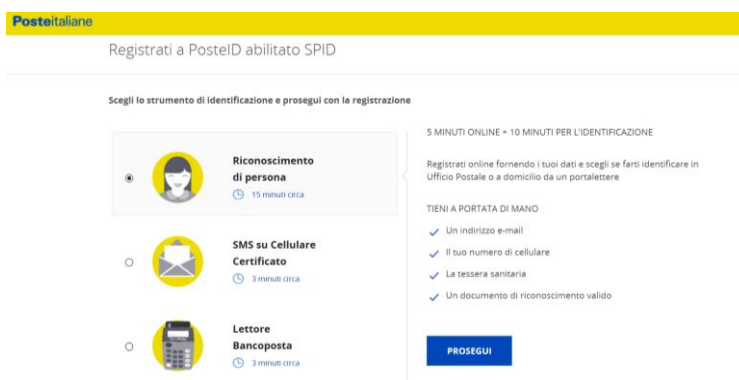 Posteitaliane
Registrati a PosteID abilitato SPID
Scegli lo strumento di identificazione e prosegui con la registrazione
Riconoscimento
di persona
15 minuti circa
SMS su Cellulare
Certificato
3 minuti circa
Lettore
Bancoposta
3 minuti circa
5 MINUTI ONLINE + 10 MINUTI PER L'IDENTIFICAZIONE
Registrati online fornendo i tuoi dati e scegli se farti identificare in
Ufficio Postale o a domicilio da un portalettere
TIENI A PORTATA DI MANO
Un indirizzo e-mail
Il tuo numero di cellulare
La tessera sanitaria
Un documento di riconoscimento valido
PROSEGUI